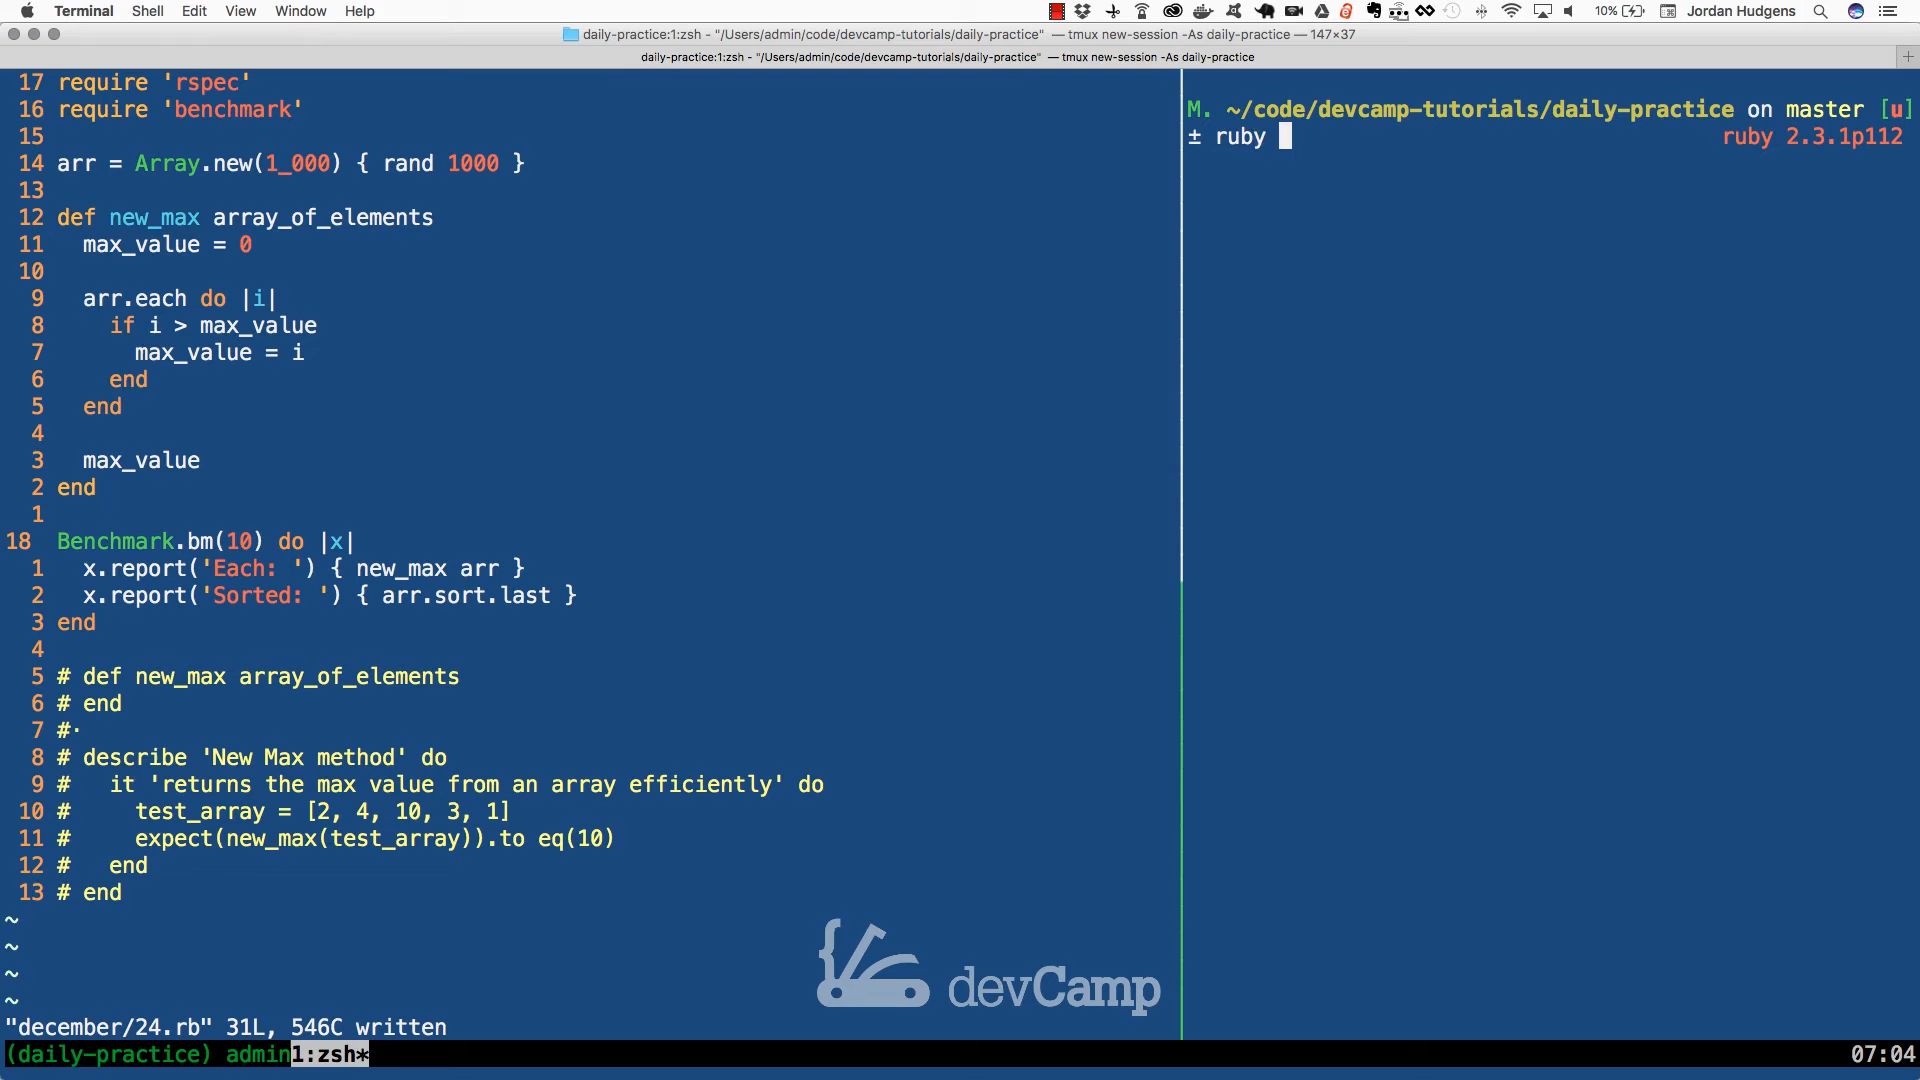 Terminal Shell Edit View Window Help 10% Jordan Hudgens
daily-practice:1:zsh - "/Users/admin/code/devcamp-tutorials/daily-practice" — tmux new-session -As daily-practice — 147×37
daily-practice:1:zsh - "/Users/admin/code/devcamp-tutorials/daily-practice" — tmux new-session -As daily-practice
17 require 'rspec'
16 require 'benchmark'
15
14 arr = Array.new(1_000) { rand 1000 }
13
12 def new_max array_of_elements
11   max_value = 0
10
9   arr.each do |i|
8     if i > max_value
7       max_value = i
6     end
5   end
4
3   max_value
2 end
1
18 Benchmark.bm(10) do |x|
1   x.report('Each: ') { new_max arr }
2   x.report('Sorted: ') { arr.sort.last }
3 end
4
5 # def new_max array_of_elements
6 # end
7 #·
8 # describe 'New Max method' do
9 #   it 'returns the max value from an array efficiently' do
10 #     test_array = [2, 4, 10, 3, 1]
11 #     expect(new_max(test_array)).to eq(10)
12 #   end
13 # end
~
~
~
~
"december/24.rb" 31L, 546C written
(daily-practice) admin1:zsh* 07:04
M. ~/code/devcamp-tutorials/daily-practice on master [u]
± ruby ruby 2.3.1p112
devCamp